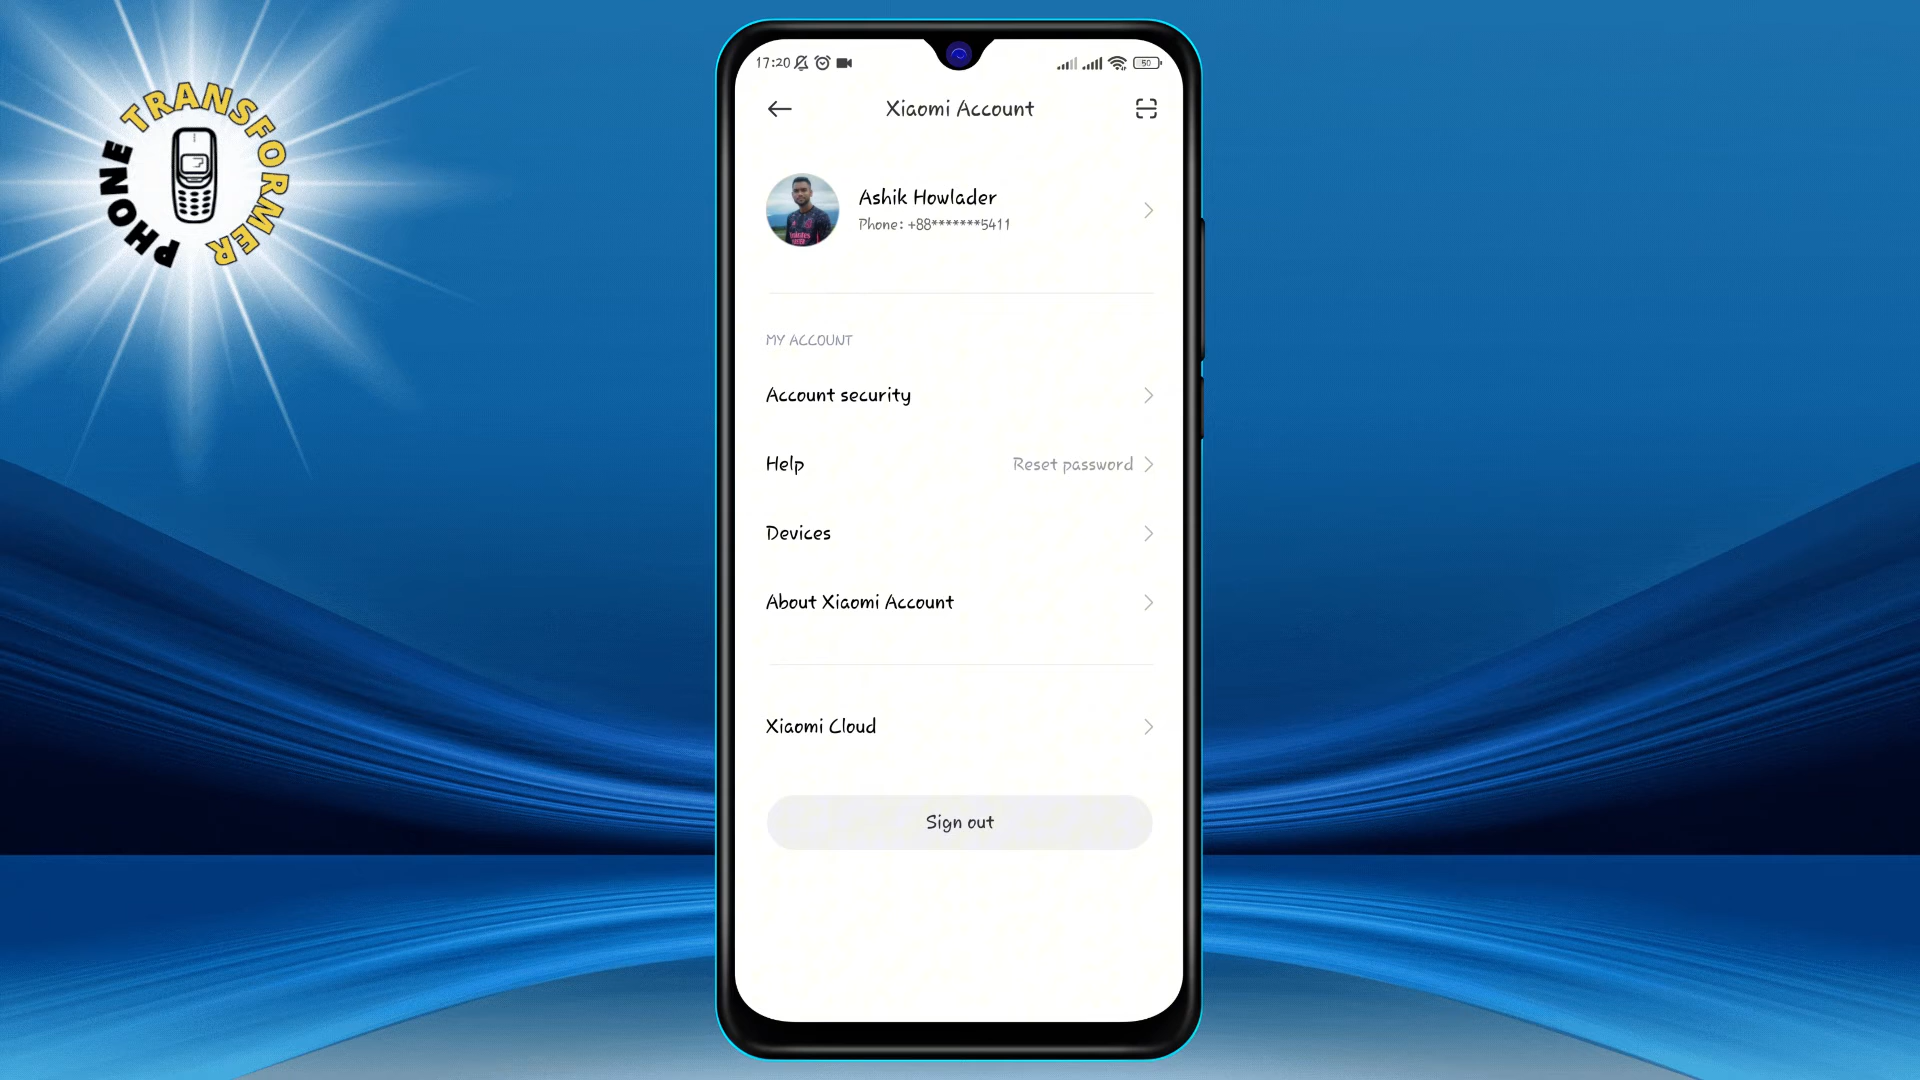 PHONE TRANSFORMER
17:20
50
Xiaomi Account
Ashik Howlader
Phone: +88*******5411
MY ACCOUNT
Account security
Help Reset password
Devices
About Xiaomi Account
Xiaomi Cloud
Sign out